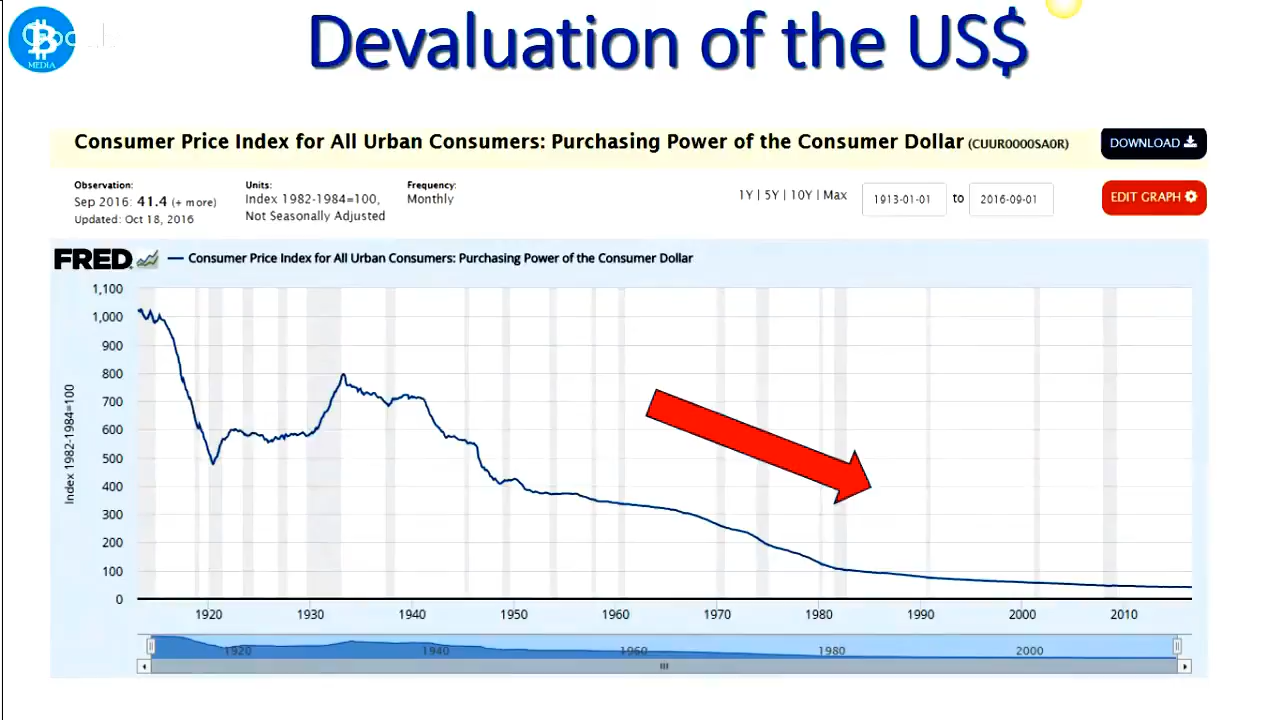 MEDIA
Devaluation of the US$
Consumer Price Index for All Urban Consumers: Purchasing Power of the Consumer Dollar (CUUR0000SA0R)
DOWNLOAD
Observation:
Sep 2016: 41.4 (+ more)
Updated: Oct 18, 2016
Units:
Index 1982-1984=100,
Not Seasonally Adjusted
Frequency:
Monthly
1Y | 5Y | 10Y | Max
1913-01-01 to 2016-09-01
EDIT GRAPH
FRED
Consumer Price Index for All Urban Consumers: Purchasing Power of the Consumer Dollar
Index 1982-1984=100
1,100
1,000
900
800
700
600
500
400
300
200
100
0
1920 1930 1940 1950 1960 1970 1980 1990 2000 2010
1920 1940 1960 1980 2000